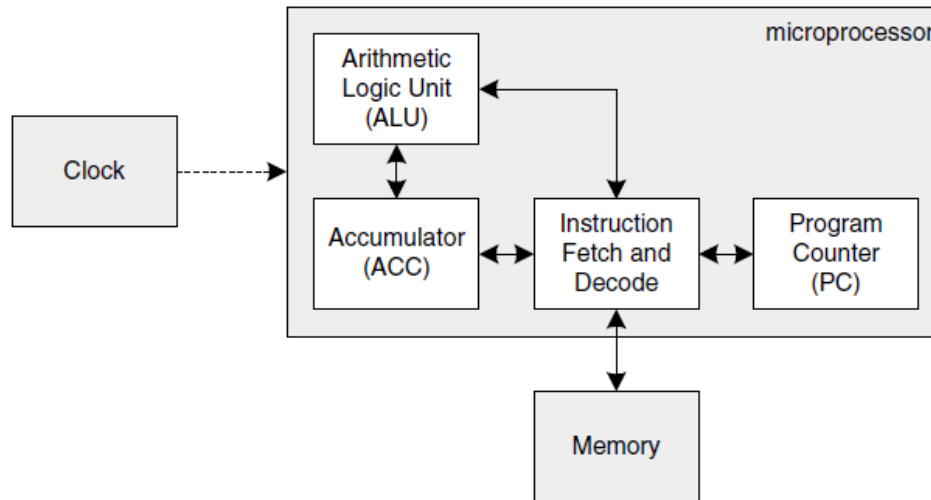 microprocessor
Arithmetic
Logic Unit
(ALU)
Clock
Accumulator
(ACC)
Instruction
Fetch and
Decode
Program
Counter
(PC)
Memory